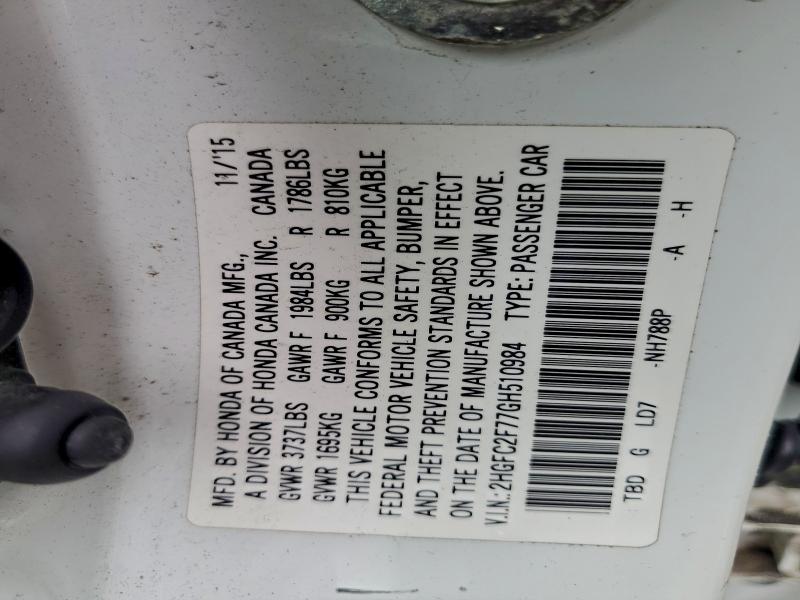 MFD. BY HONDA OF CANADA MFG., 11/'15
A DIVISION OF HONDA CANADA INC. CANADA
GVWR 3737LBS GAWR F 1984LBS R 1786LBS
GVWR 1695KG GAWR F 900KG R 810KG
THIS VEHICLE CONFORMS TO ALL APPLICABLE
FEDERAL MOTOR VEHICLE SAFETY, BUMPER,
AND THEFT PREVENTION STANDARDS IN EFFECT
ON THE DATE OF MANUFACTURE SHOWN ABOVE.
V.I.N.: 2HGFC2F77GH510984 TYPE: PASSENGER CAR
TBD G LD7 -NH788P -A -H